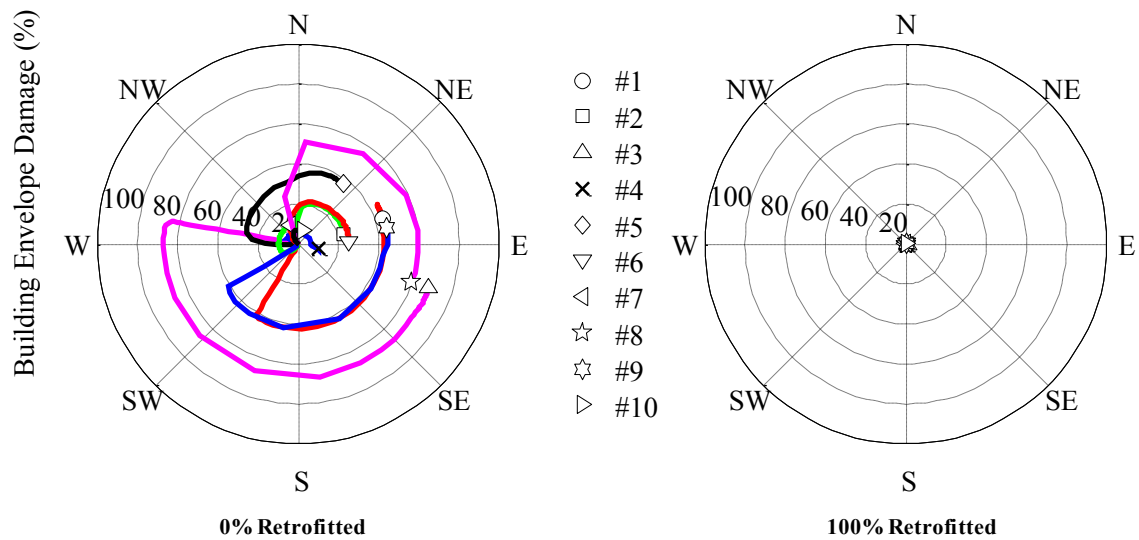 Building Envelope Damage (%)
N
NE
E
SE
S
SW
W
NW
100
80
60
40
2
0% Retrofitted
#1
#2
#3
#4
#5
#6
#7
#8
#9
#10
N
NE
E
SE
S
SW
W
NW
100
80
60
40
20
100% Retrofitted